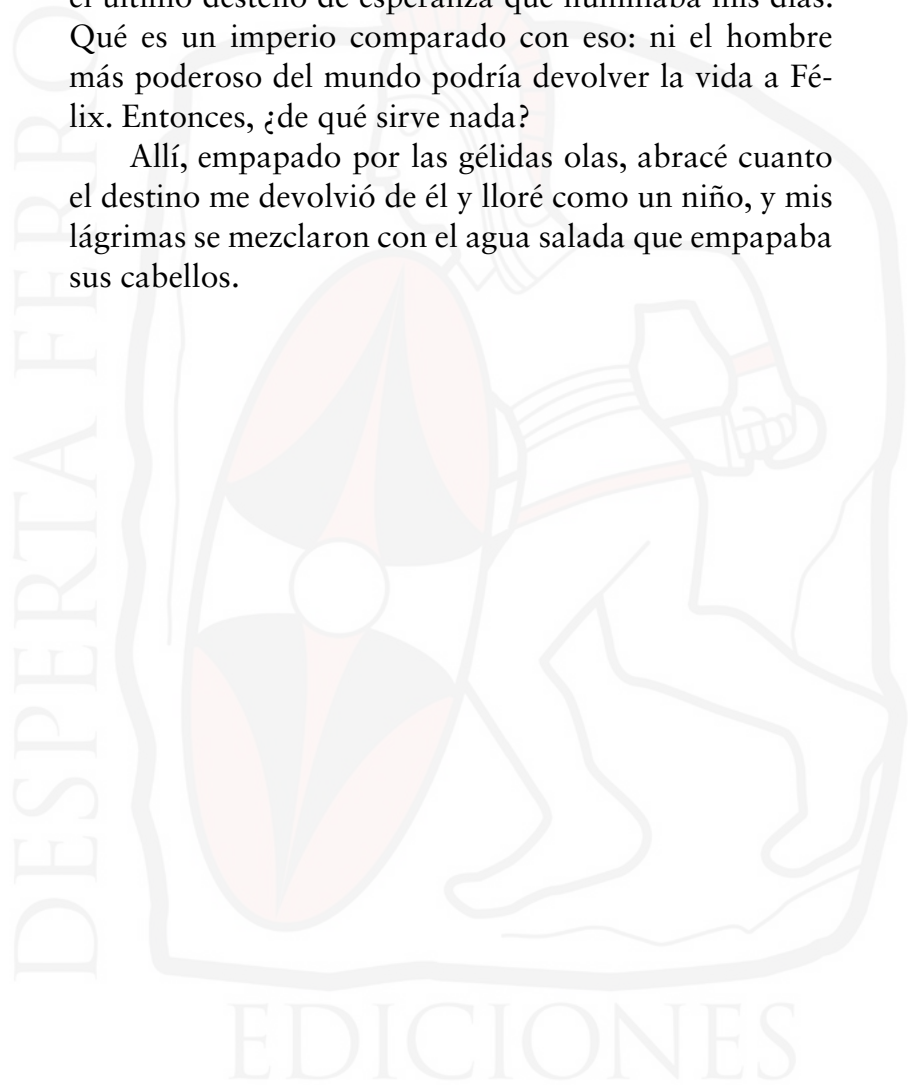 el último destello de esperanza que iluminaba mis días.
Qué es un imperio comparado con eso: ni el hombre
más poderoso del mundo podría devolver la vida a Fé-
lix. Entonces, ¿de qué sirve nada?
Allí, empapado por las gélidas olas, abracé cuanto
el destino me devolvió de él y lloré como un niño, y mis
lágrimas se mezclaron con el agua salada que empapaba
sus cabellos.
DESPERTA FERRO
EDICIONES